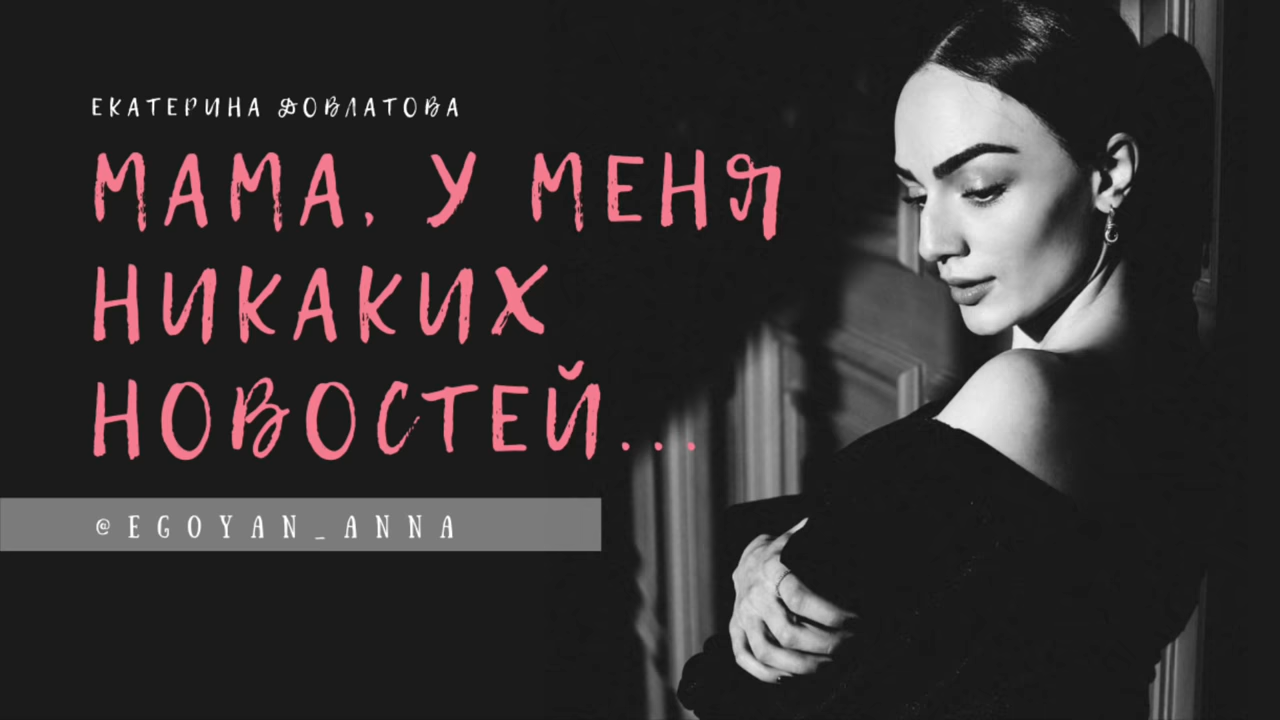 ЕКАТЕРИНА ДОВЛАТОВА
МАМА, У МЕНЯ
НИКАКИХ
НОВОСТЕЙ...
@EGOYAN_ANNA